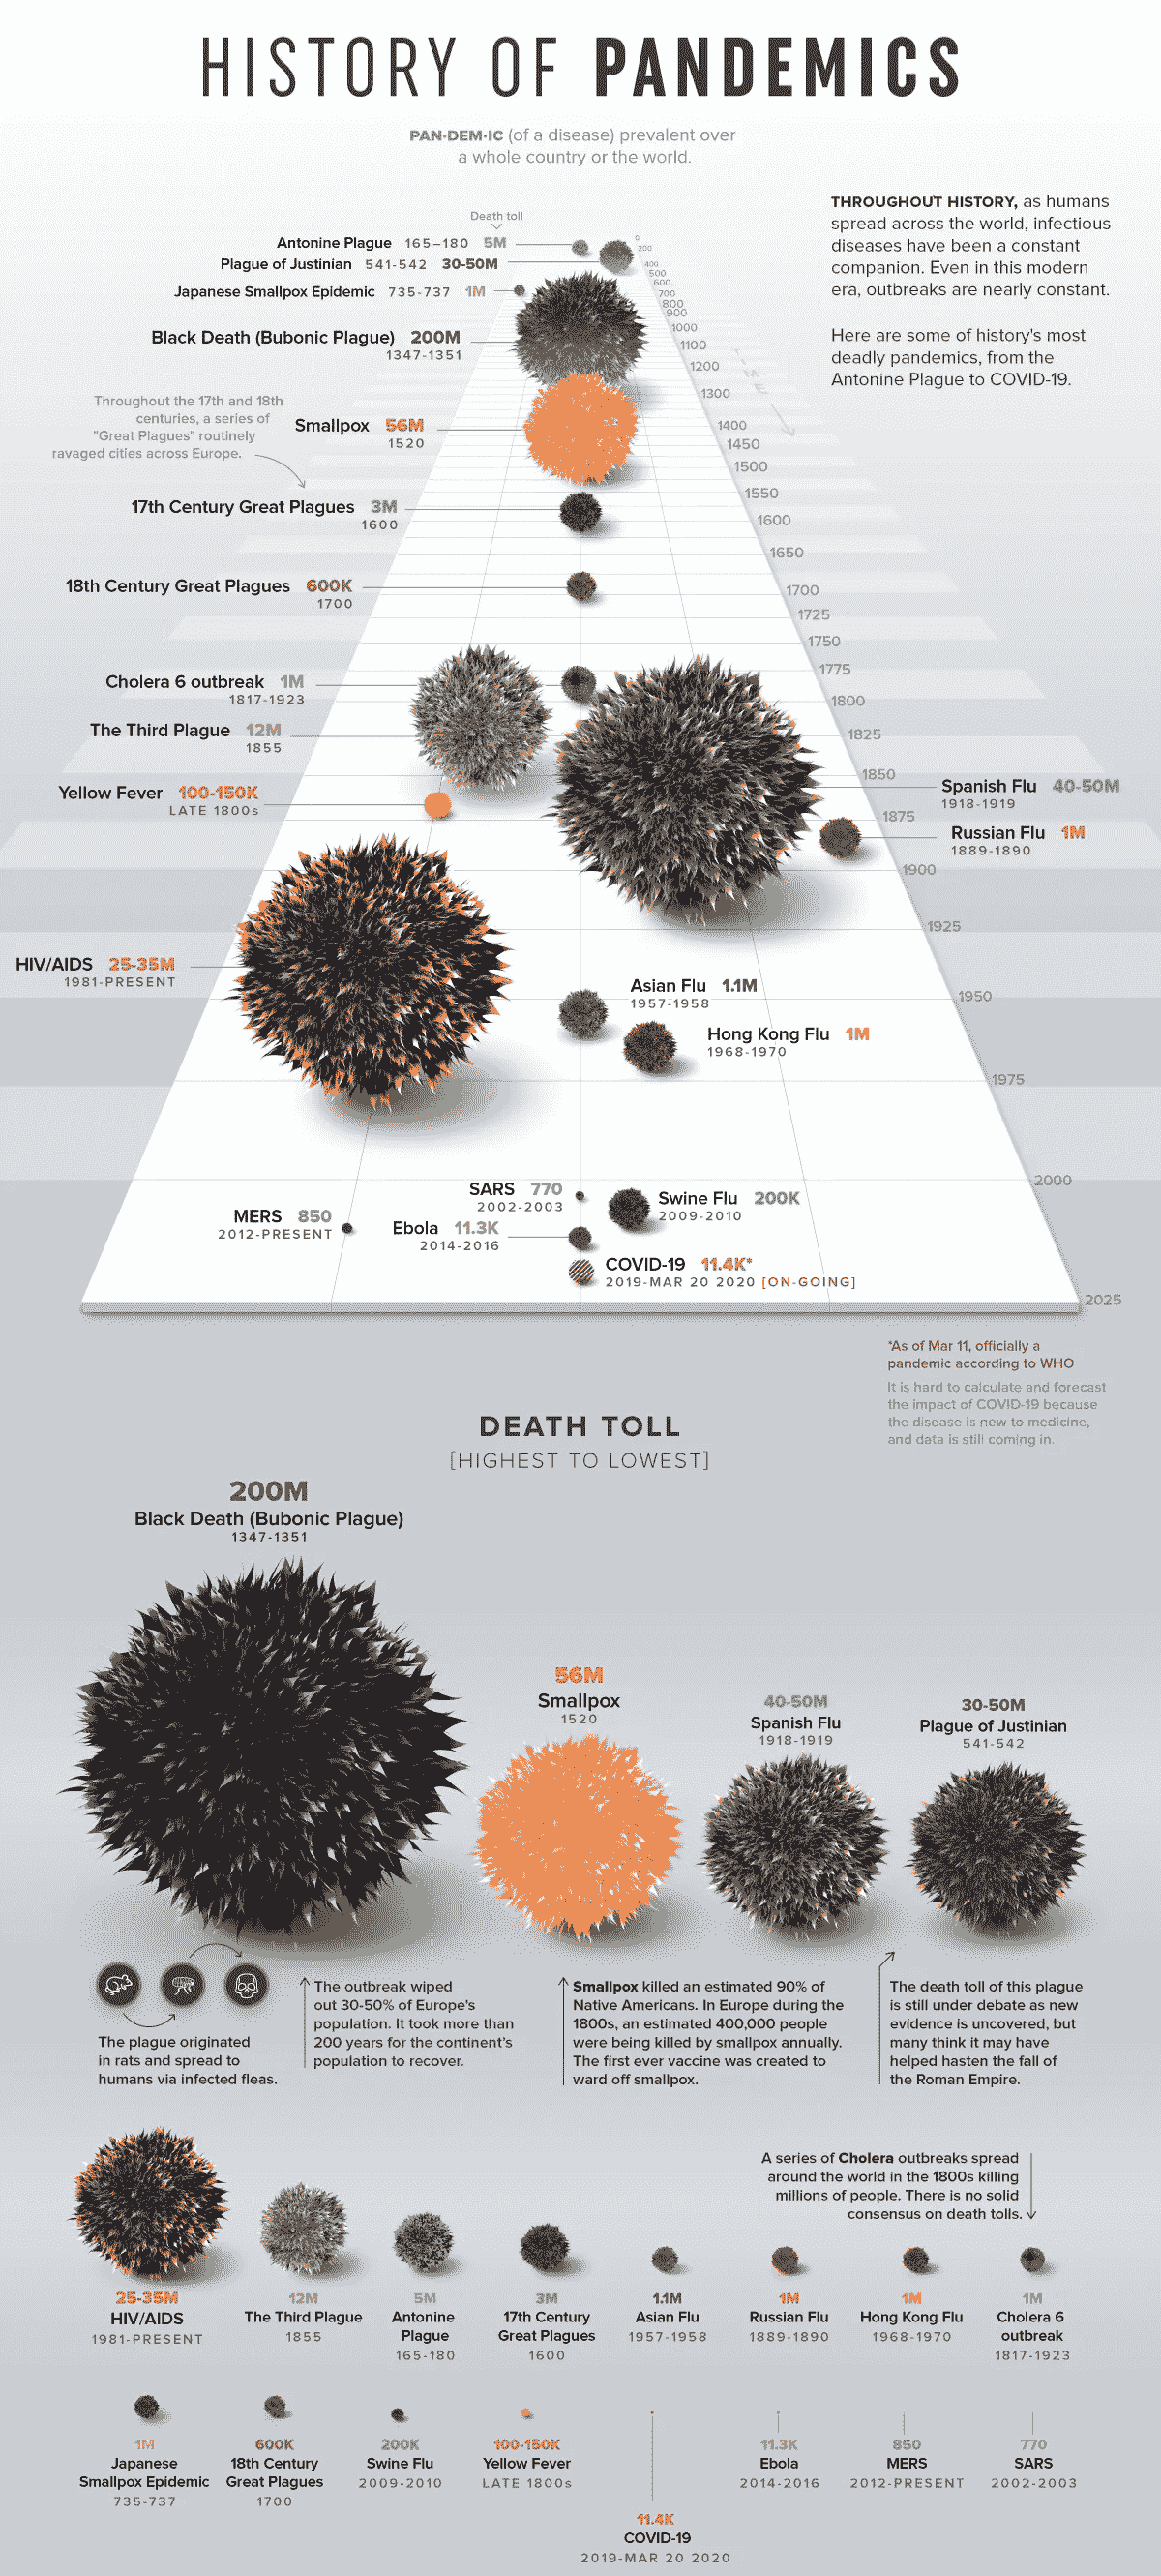 HISTORY OF PANDEMICS
PAN·DEM·IC (of a disease) prevalent over
a whole country or the world.
THROUGHOUT HISTORY, as humans
spread across the world, infectious
diseases have been a constant
companion. Even in this modern
era, outbreaks are nearly constant.
Here are some of history's most
deadly pandemics, from the
Antonine Plague to COVID-19.
Death toll
Antonine Plague 165-180 5M
Plague of Justinian 541-542 30-50M
Japanese Smallpox Epidemic 735-737 1M
Black Death (Bubonic Plague) 200M
1347-1351
Throughout the 17th and 18th
centuries, a series of
"Great Plagues" routinely
ravaged cities across Europe.
Smallpox 56M
1520
17th Century Great Plagues 3M
1600
18th Century Great Plagues 600K
1700
Cholera 6 outbreak 1M
1817-1923
The Third Plague 12M
1855
Yellow Fever 100-150K
LATE 1800s
Spanish Flu 40-50M
1918-1919
Russian Flu 1M
1889-1890
HIV/AIDS 25-35M
1981-PRESENT
Asian Flu 1.1M
1957-1958
Hong Kong Flu 1M
1968-1970
SARS 770
2002-2003
Swine Flu 200K
2009-2010
MERS 850
2012-PRESENT
Ebola 11.3K
2014-2016
COVID-19 11.4K*
2019-MAR 20 2020 [ON-GOING]
0
200
400
500
600
700
800
900
1000
1100
1200
1300
1400
1450
1500
1550
1600
1650
1700
1725
1750
1775
1800
1825
1850
1875
1900
1925
1950
1975
2000
2025
TIME
*As of Mar 11, officially a
pandemic according to WHO
It is hard to calculate and forecast
the impact of COVID-19 because
the disease is new to medicine,
and data is still coming in.
DEATH TOLL
[HIGHEST TO LOWEST]
200M
Black Death (Bubonic Plague)
1347-1351
56M
Smallpox
1520
40-50M
Spanish Flu
1918-1919
30-50M
Plague of Justinian
541-542
The plague originated
in rats and spread to
humans via infected fleas.
The outbreak wiped
out 30-50% of Europe's
population. It took more than
200 years for the continent's
population to recover.
Smallpox killed an estimated 90% of
Native Americans. In Europe during the
1800s, an estimated 400,000 people
were being killed by smallpox annually.
The first ever vaccine was created to
ward off smallpox.
The death toll of this plague
is still under debate as new
evidence is uncovered, but
many think it may have
helped hasten the fall of
the Roman Empire.
A series of Cholera outbreaks spread
around the world in the 1800s killing
millions of people. There is no solid
consensus on death tolls.
25-35M
HIV/AIDS
1981-PRESENT
12M
The Third Plague
1855
5M
Antonine
Plague
165-180
3M
17th Century
Great Plagues
1600
1.1M
Asian Flu
1957-1958
1M
Russian Flu
1889-1890
1M
Hong Kong Flu
1968-1970
1M
Cholera 6
outbreak
1817-1923
1M
Japanese
Smallpox Epidemic
735-737
600K
18th Century
Great Plagues
1700
200K
Swine Flu
2009-2010
100-150K
Yellow Fever
LATE 1800s
11.4K
COVID-19
2019-MAR 20 2020
11.3K
Ebola
2014-2016
850
MERS
2012-PRESENT
770
SARS
2002-2003